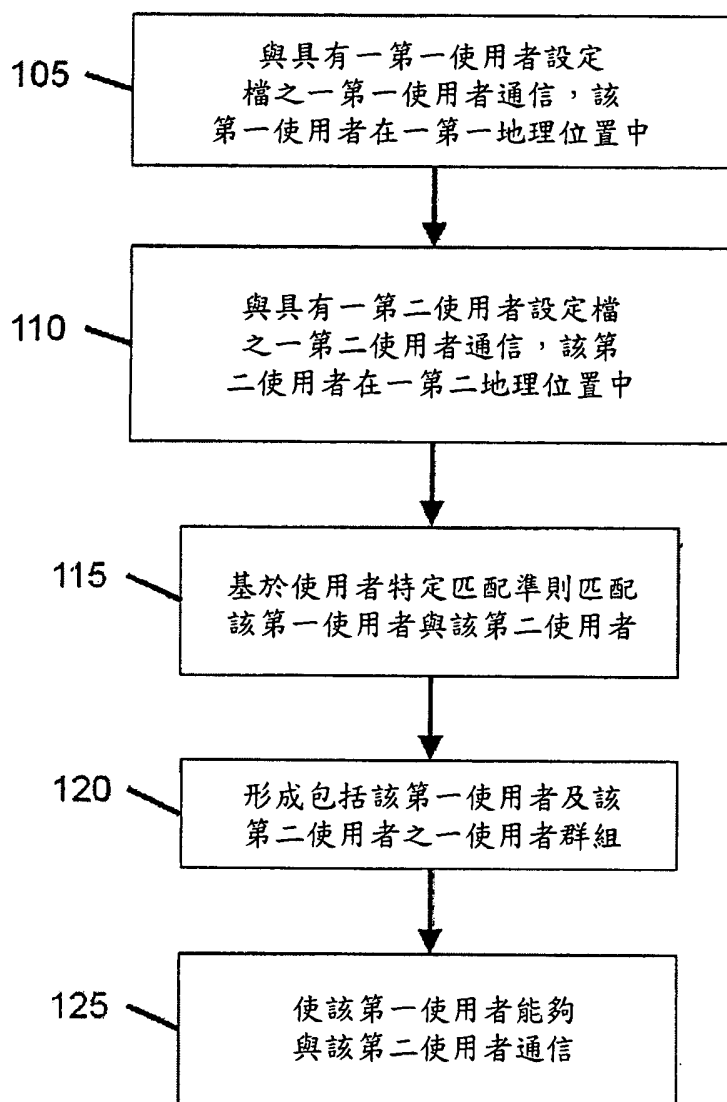 105
與具有一第一使用者設定
檔之一第一使用者通信，該
第一使用者在一第一地理位置中
110
與具有一第二使用者設定檔
之一第二使用者通信，該第
二使用者在一第二地理位置中
115
基於使用者特定匹配準則匹配
該第一使用者與該第二使用者
120
形成包括該第一使用者及該
第二使用者之一使用者群組
125
使該第一使用者能夠
與該第二使用者通信